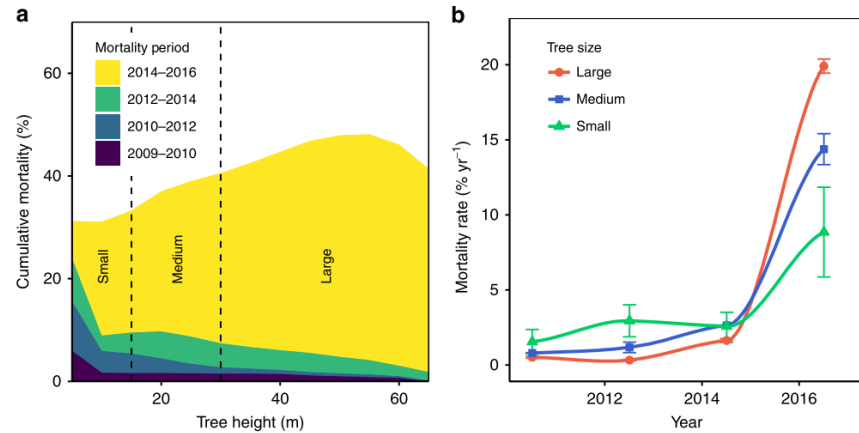 a
Cumulative mortality (%)
60
40
20
0
Mortality period
2014–2016
2012–2014
2010–2012
2009–2010
Small
Medium
Large
20
40
60
Tree height (m)
b
Mortality rate (% yr⁻¹)
20
15
10
5
0
Tree size
Large
Medium
Small
2012
2014
2016
Year